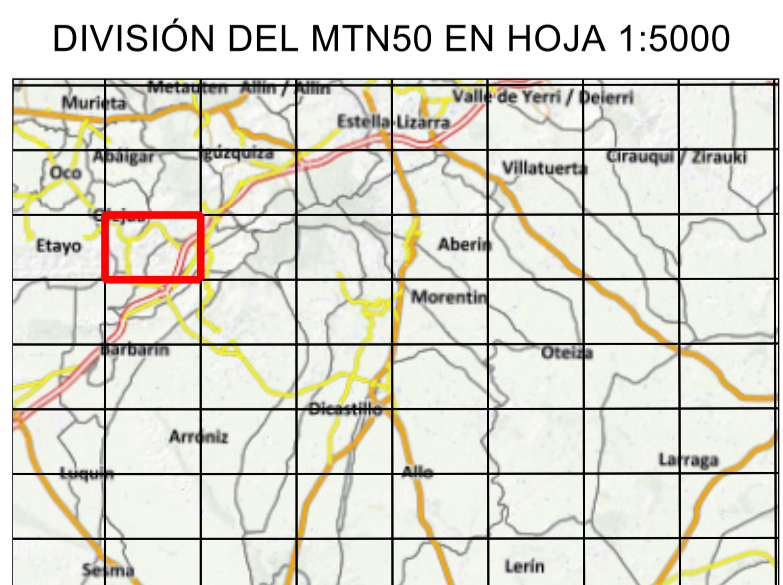 DIVISIÓN DEL MTN50 EN HOJA 1:5000
Metauten Allín / Allin
Murieta
Valle de Yerri / Deierri
Estella-Lizarra
Abáigar
Igúzquiza
Cirauqui / Zirauki
Oco
Villatuerta
Olejua
Etayo
Aberin
Morentin
Barbarin
Oteiza
Dicastillo
Arróniz
Larraga
Luquin
Allo
Lerín
Sesma